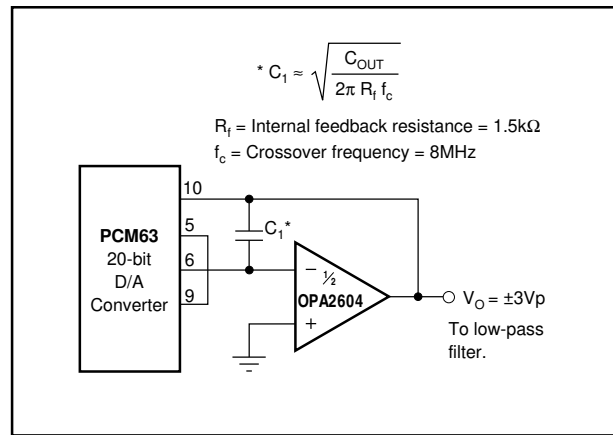 * C₁ ≈ √(C_OUT / 2π R_f f_c)
R_f = Internal feedback resistance = 1.5kΩ
f_c = Crossover frequency = 8MHz
10
5
PCM63
20-bit
D/A
Converter
6
9
C₁*
–
½
OPA2604
+
V_O = ±3Vp
To low-pass
filter.